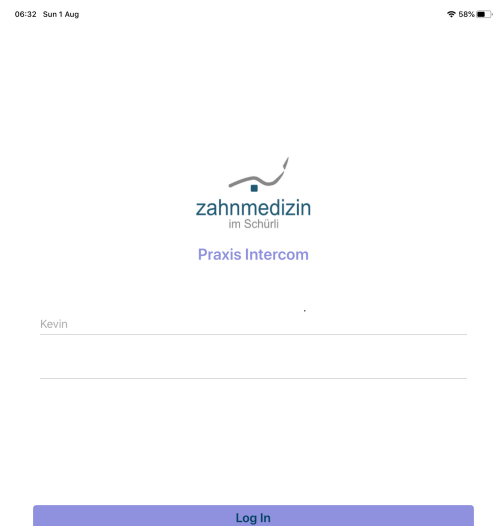 06:32 Sun 1 Aug 58%
zahnmedizin
im Schürli
Praxis Intercom
Kevin
Log In